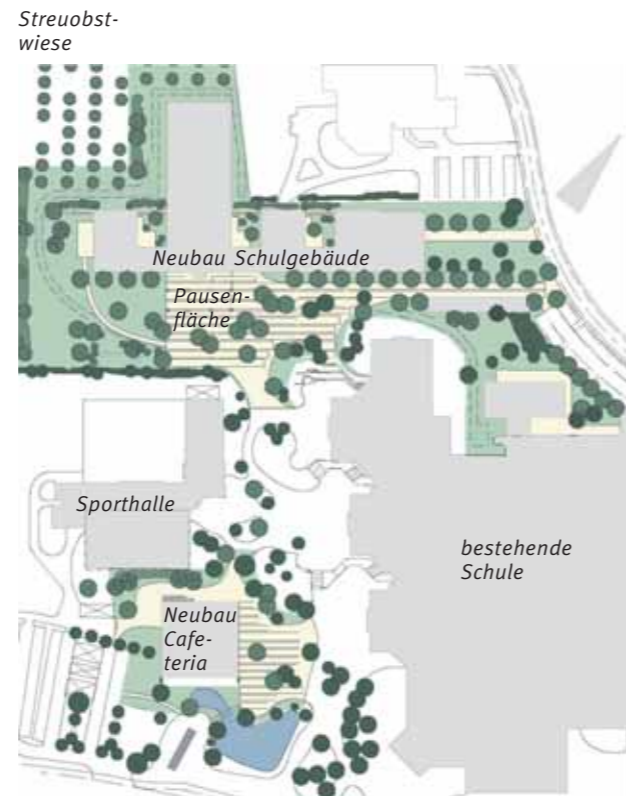 Streuobst-
wiese
Neubau Schulgebäude
Pausen-
fläche
Sporthalle
bestehende
Schule
Neubau
Cafe-
teria